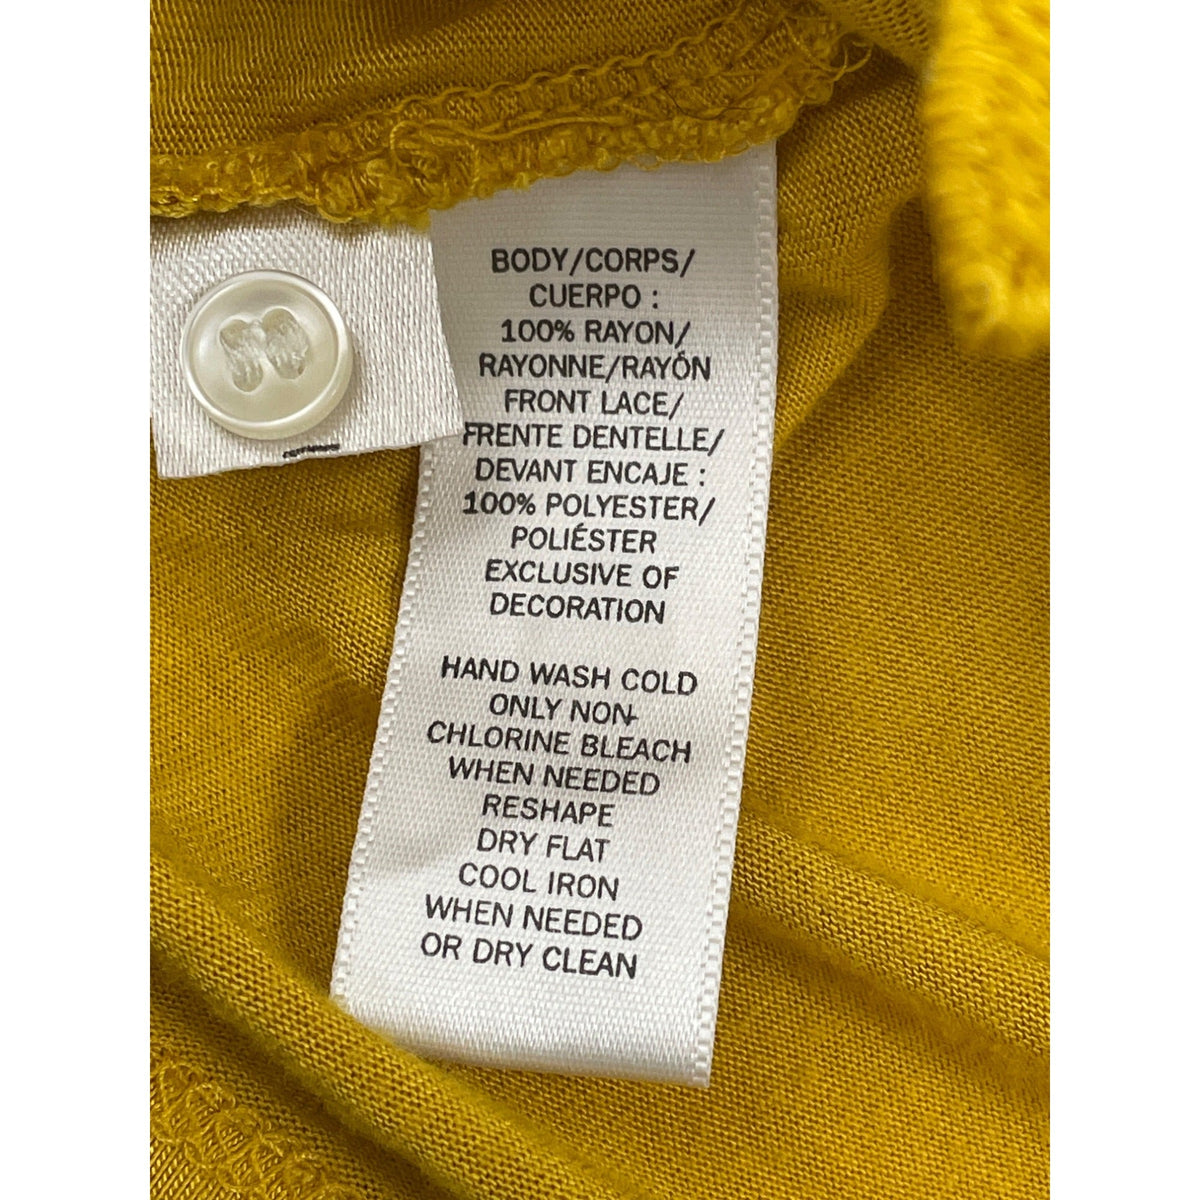 BODY/CORPS/
CUERPO :
100% RAYON/
RAYONNE/RAYÓN
FRONT LACE/
FRENTE DENTELLE/
DEVANT ENCAJE :
100% POLYESTER/
POLIÉSTER
EXCLUSIVE OF
DECORATION
HAND WASH COLD
ONLY NON-
CHLORINE BLEACH
WHEN NEEDED
RESHAPE
DRY FLAT
COOL IRON
WHEN NEEDED
OR DRY CLEAN